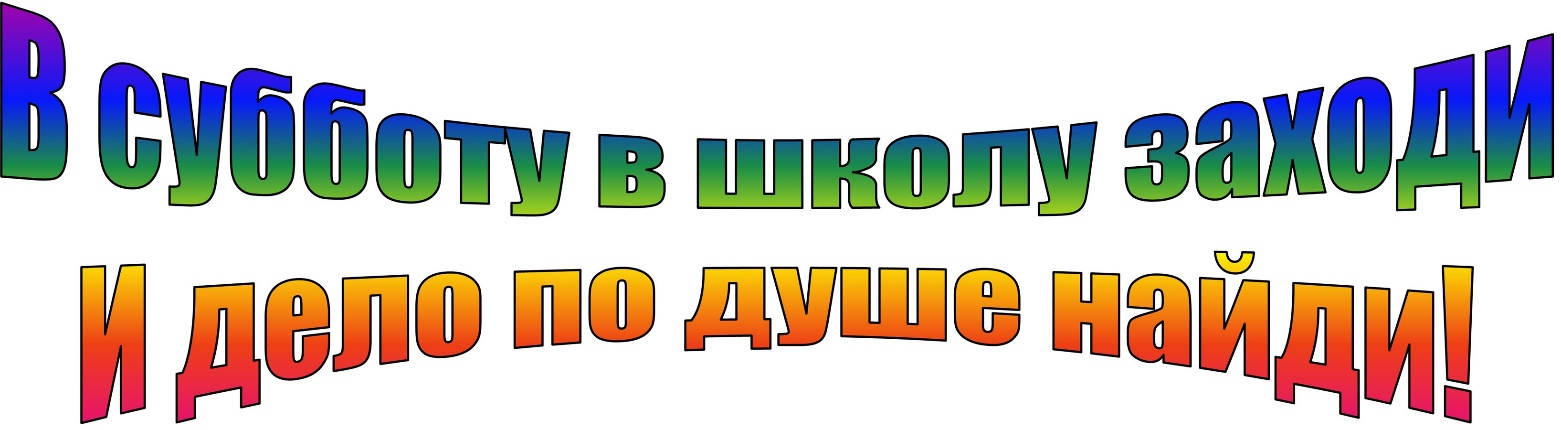 В субботу в школу заходи
И дело по душе найди!